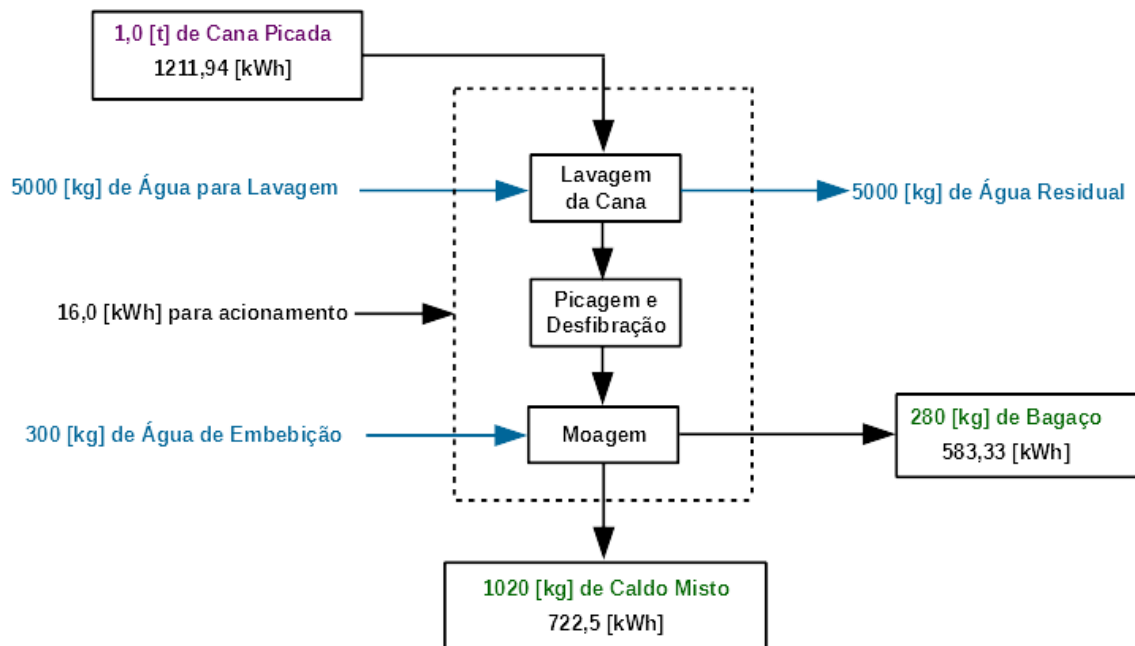 1,0 [t] de Cana Picada
1211,94 [kWh]
5000 [kg] de Água para Lavagem
Lavagem
da Cana
5000 [kg] de Água Residual
16,0 [kWh] para acionamento
Picagem e
Desfibração
300 [kg] de Água de Embebição
Moagem
280 [kg] de Bagaço
583,33 [kWh]
1020 [kg] de Caldo Misto
722,5 [kWh]